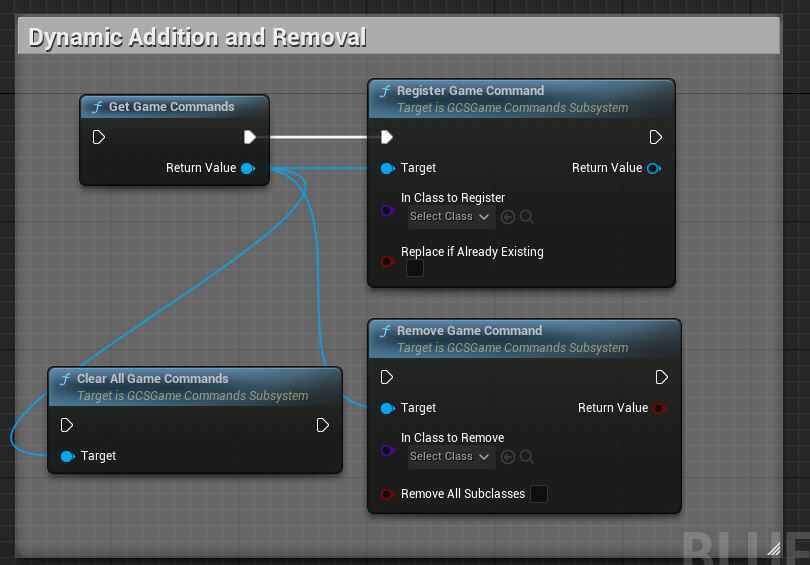 Dynamic Addition and Removal
Get Game Commands
Return Value
Register Game Command
Target is GCSGame Commands Subsystem
Target
Return Value
In Class to Register
Select Class
Replace if Already Existing
Clear All Game Commands
Target is GCSGame Commands Subsystem
Target
Remove Game Command
Target is GCSGame Commands Subsystem
Target
Return Value
In Class to Remove
Select Class
Remove All Subclasses
BLUE